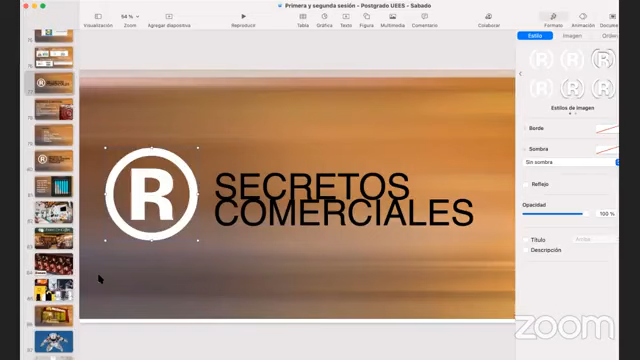 Primera y segunda sesión - Postgrado UEES - Sabado
54 %
Visualización
Zoom
Agregar diapositiva
Reproducir
Tabla
Gráfica
Texto
Figura
Multimedia
Comentario
Colaborar
Formato
Animación
Docume
Estilo
Imagen
Orden
Estilos de imagen
Borde
Sombra
Sin sombra
Reflejo
Opacidad
100 %
Título
Descripción
R
SECRETOS
COMERCIALES
zoom